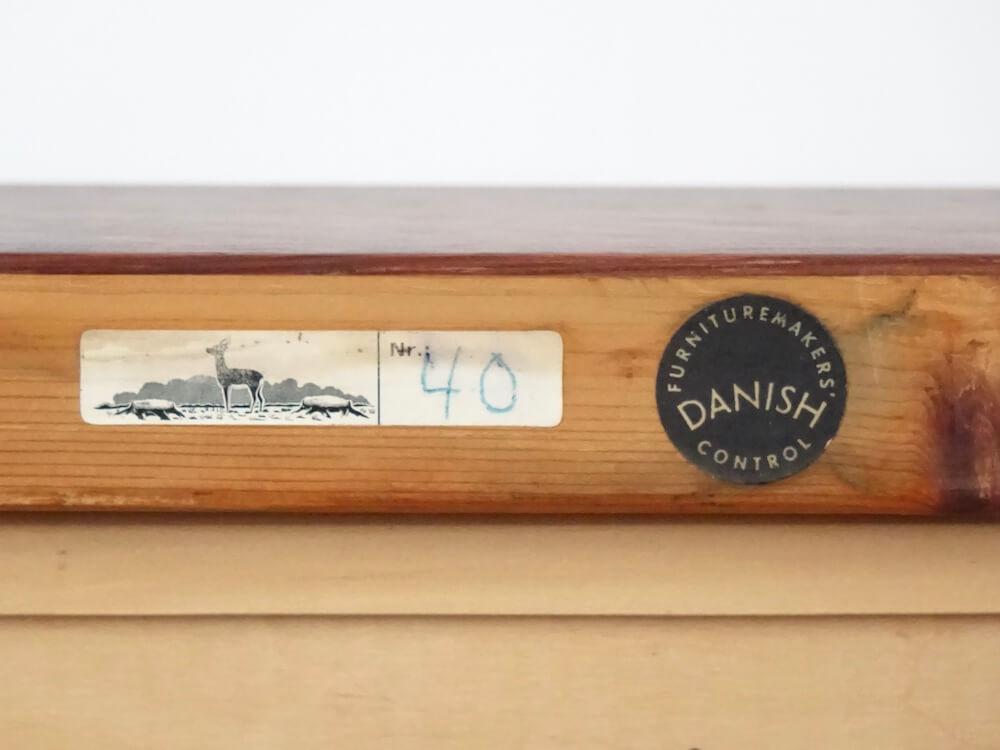 Nr.: 40
FURNITUREMAKERS'
DANISH
CONTROL